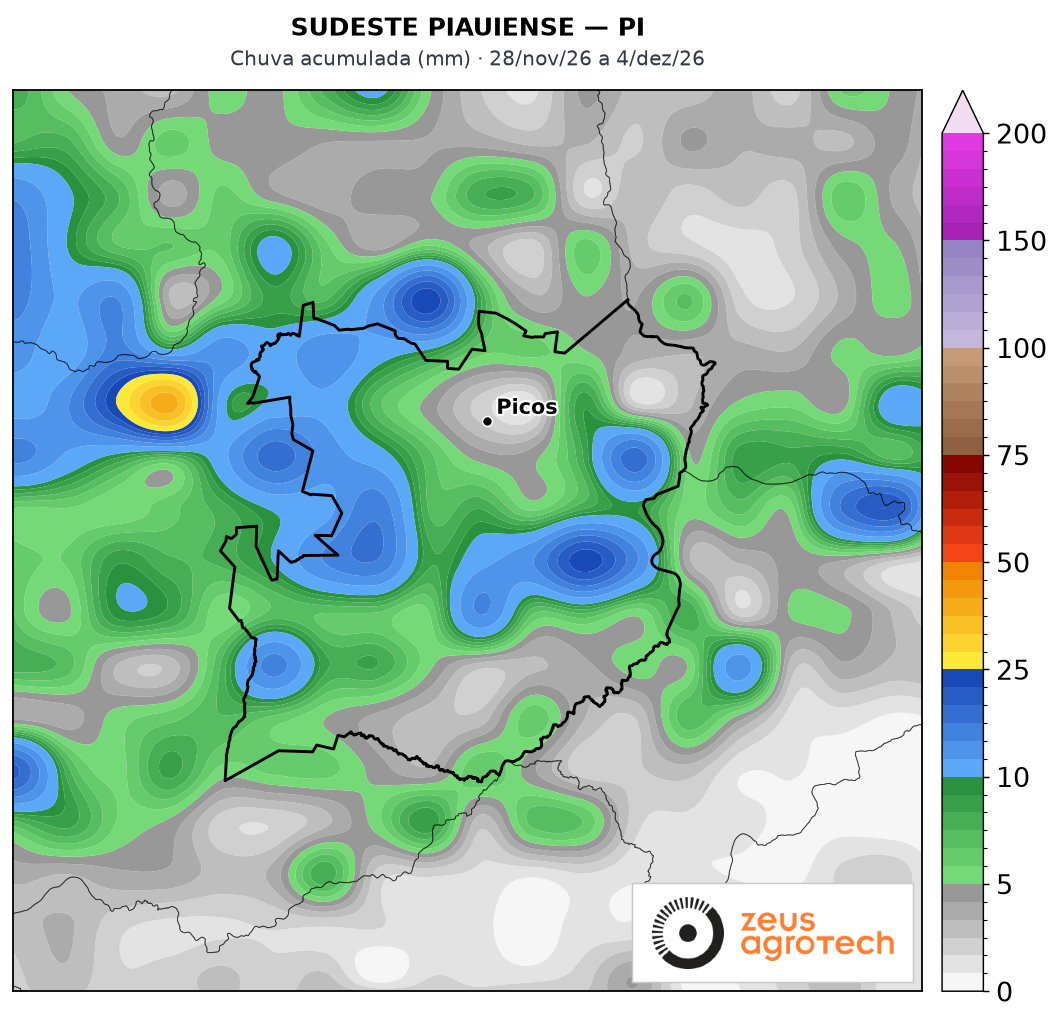 SUDESTE PIAUIENSE — PI
Chuva acumulada (mm) · 28/nov/26 a 4/dez/26
Picos
200
150
100
75
50
25
10
5
0
zeus
agrotech